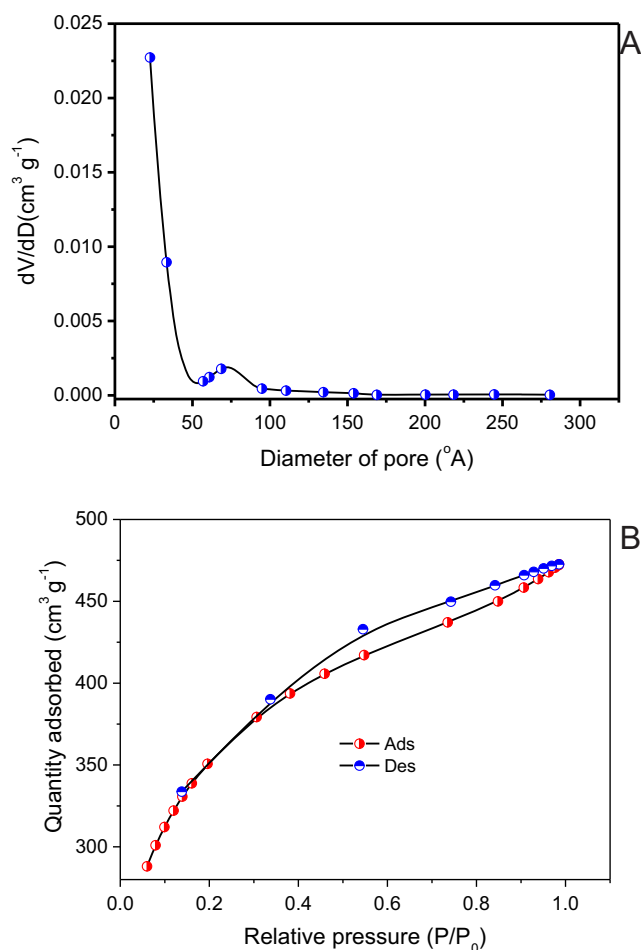 A
0.025
0.020
0.015
0.010
0.005
0.000
dV/dD(cm³ g⁻¹)
0 50 100 150 200 250 300
Diameter of pore (°A)
B
500
450
400
350
300
Quantity adsorbed (cm³ g⁻¹)
Ads
Des
0.0 0.2 0.4 0.6 0.8 1.0
Relative pressure (P/P₀)